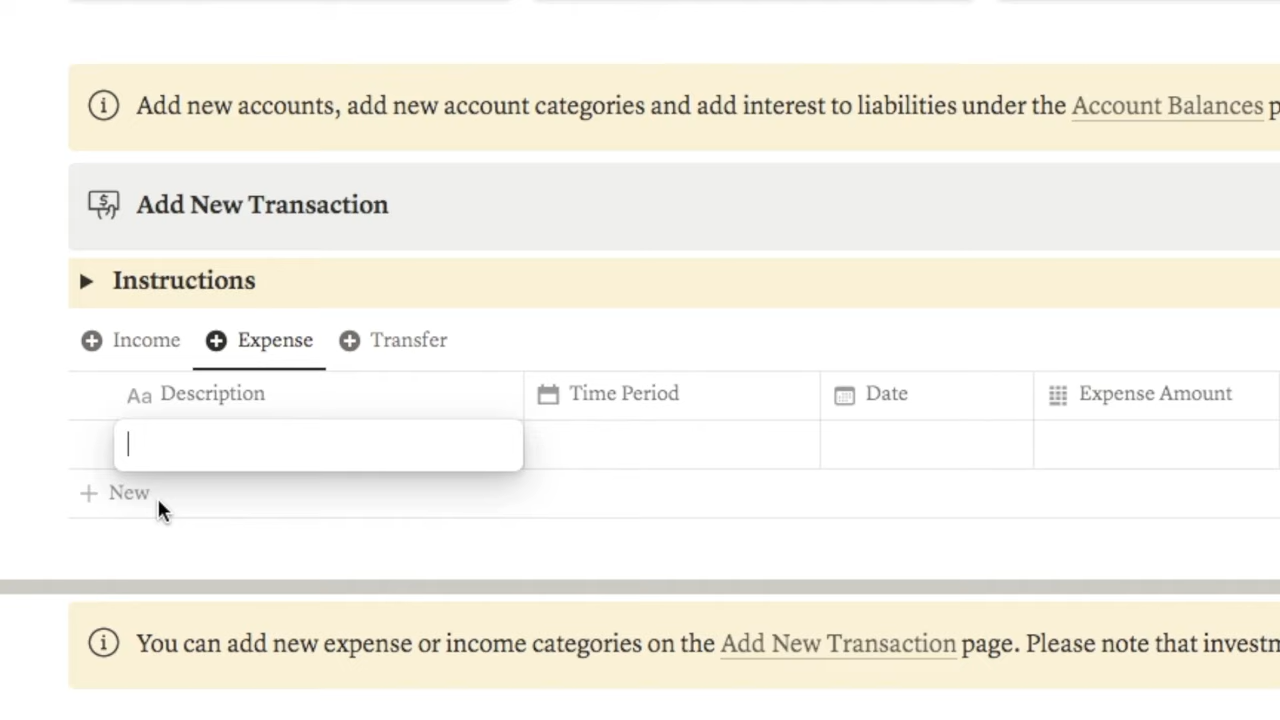 Add new accounts, add new account categories and add interest to liabilities under the Account Balances
Add New Transaction
Instructions
Income Expense Transfer
Aa Description Time Period Date Expense Amount
New
You can add new expense or income categories on the Add New Transaction page. Please note that